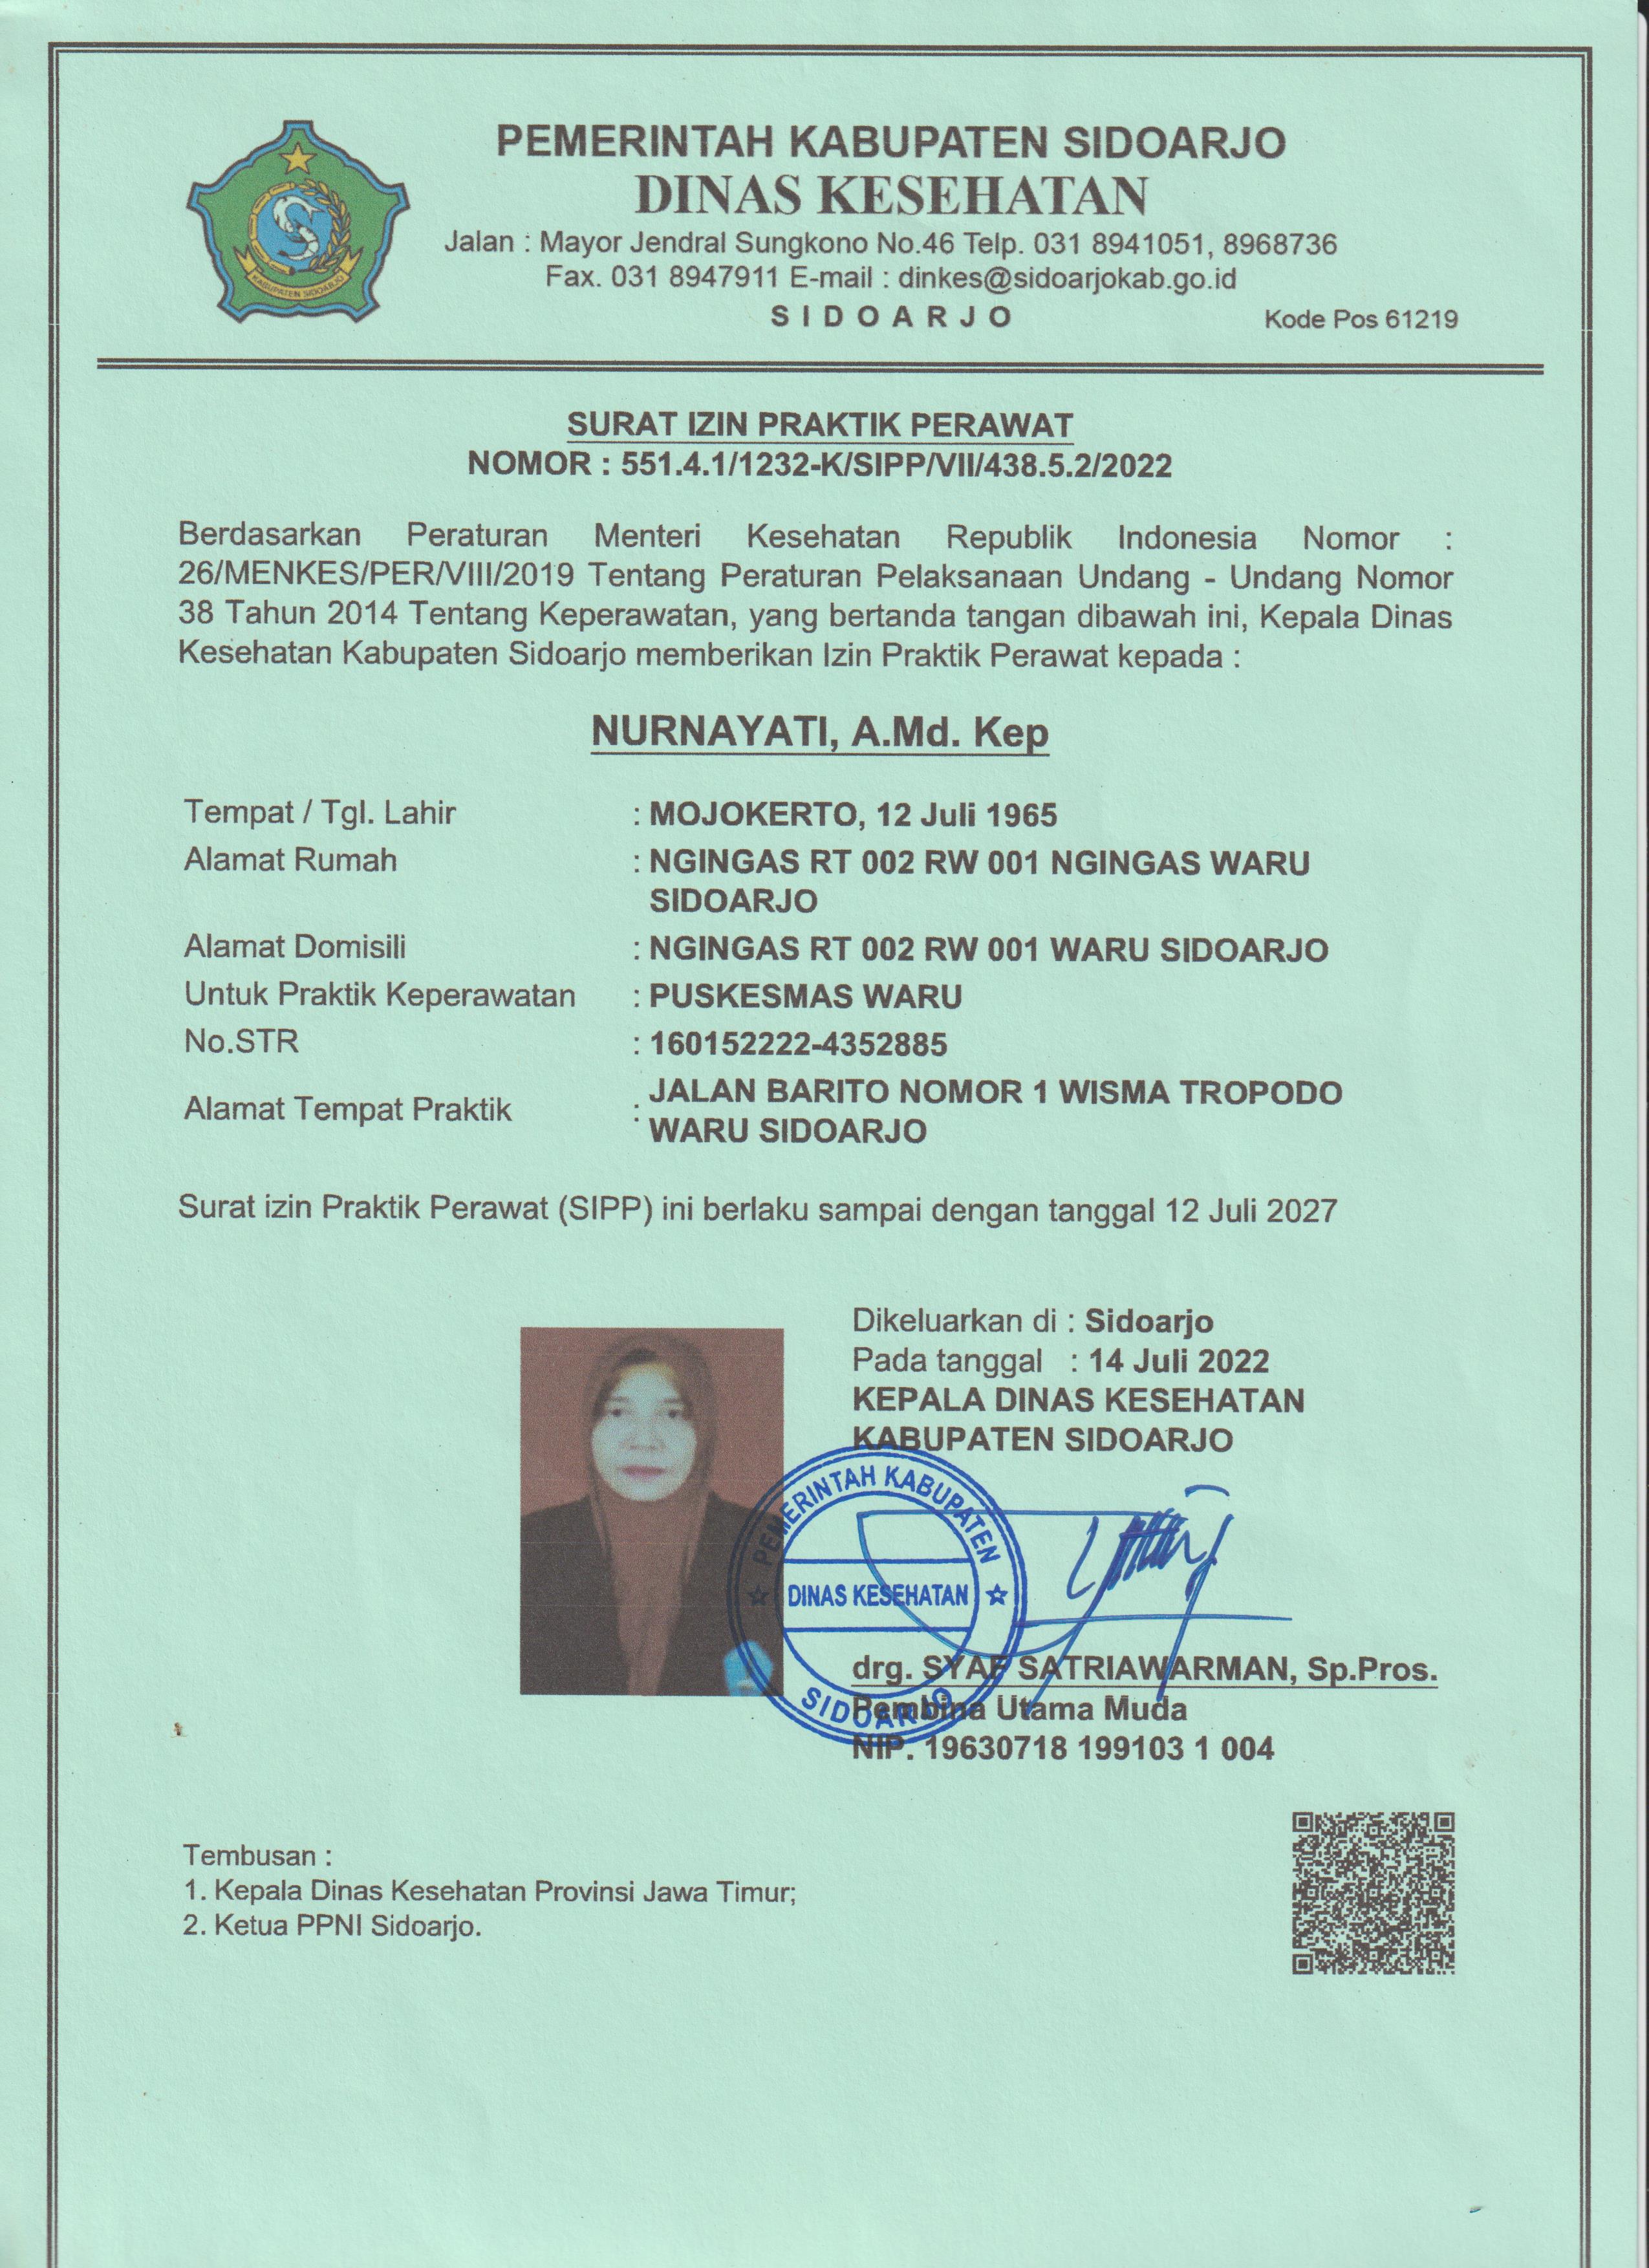 PEMERINTAH KABUPATEN SIDOARJO
DINAS KESEHATAN
Jalan : Mayor Jendral Sungkono No.46 Telp. 031 8941051, 8968736
Fax. 031 8947911 E-mail : dinkes@sidoarjokab.go.id
S I D O A R J O
Kode Pos 61219
KABUPATEN SIDOARJO
SURAT IZIN PRAKTIK PERAWAT
NOMOR : 551.4.1/1232-K/SIPP/VII/438.5.2/2022
Berdasarkan Peraturan Menteri Kesehatan Republik Indonesia Nomor :
26/MENKES/PER/VIII/2019 Tentang Peraturan Pelaksanaan Undang - Undang Nomor
38 Tahun 2014 Tentang Keperawatan, yang bertanda tangan dibawah ini, Kepala Dinas
Kesehatan Kabupaten Sidoarjo memberikan Izin Praktik Perawat kepada :
NURNAYATI, A.Md. Kep
Tempat / Tgl. Lahir : MOJOKERTO, 12 Juli 1965
Alamat Rumah : NGINGAS RT 002 RW 001 NGINGAS WARU
SIDOARJO
Alamat Domisili : NGINGAS RT 002 RW 001 WARU SIDOARJO
Untuk Praktik Keperawatan : PUSKESMAS WARU
No.STR : 160152222-4352885
Alamat Tempat Praktik : JALAN BARITO NOMOR 1 WISMA TROPODO
WARU SIDOARJO
Surat izin Praktik Perawat (SIPP) ini berlaku sampai dengan tanggal 12 Juli 2027
Dikeluarkan di : Sidoarjo
Pada tanggal : 14 Juli 2022
KEPALA DINAS KESEHATAN
KABUPATEN SIDOARJO
PEMERINTAH KABUPATEN
DINAS KESEHATAN
SIDOARJO
drg. SYAF SATRIAWARMAN, Sp.Pros.
Pembina Utama Muda
NIP. 19630718 199103 1 004
Tembusan :
1. Kepala Dinas Kesehatan Provinsi Jawa Timur;
2. Ketua PPNI Sidoarjo.